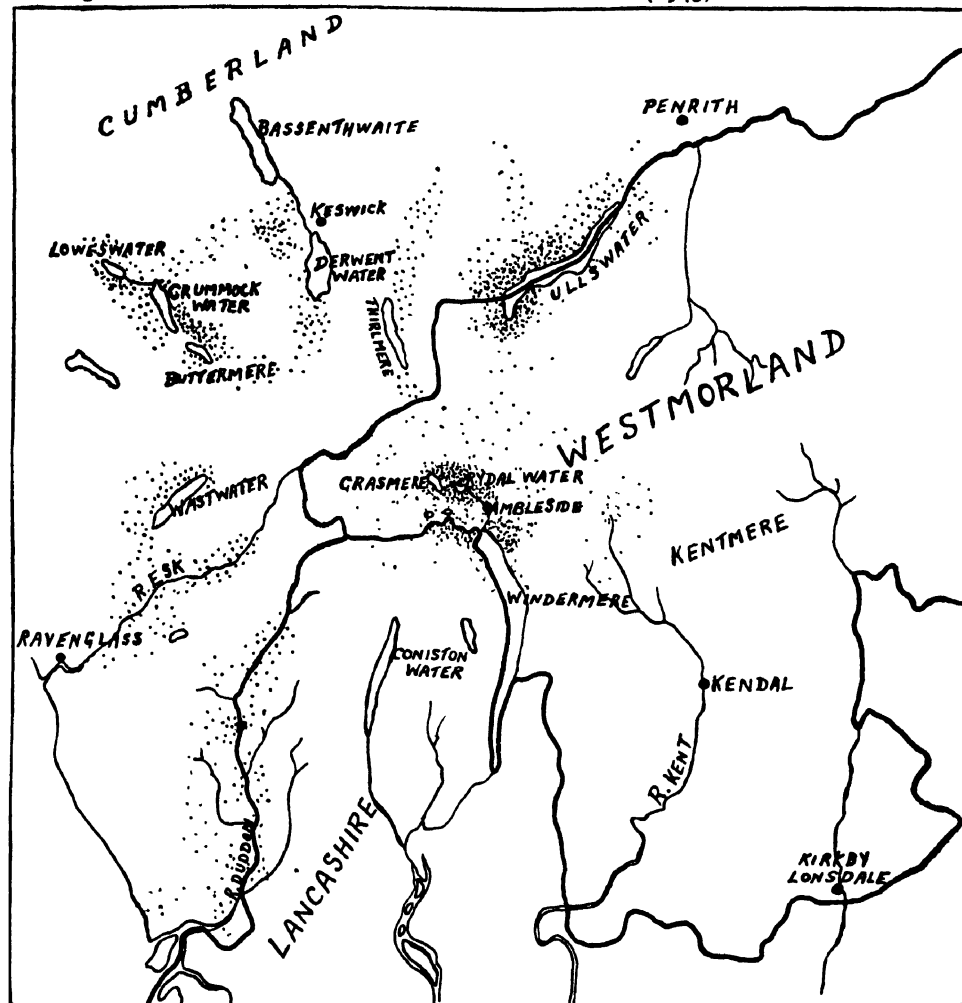 CUMBERLAND
PENRITH
BASSENTHWAITE
KESWICK
LOWESWATER
DERWENT
WATER
ULLSWATER
CRUMMOCK
WATER
THIRLMERE
BUTTERMERE
WESTMORLAND
GRASMERE
RYDAL WATER
WASTWATER
AMBLESIDE
KENTMERE
R. ESK
WINDERMERE
RAVENGLASS
CONISTON
WATER
KENDAL
R. KENT
R. DUDDON
LANCASHIRE
KIRKBY
LONSDALE